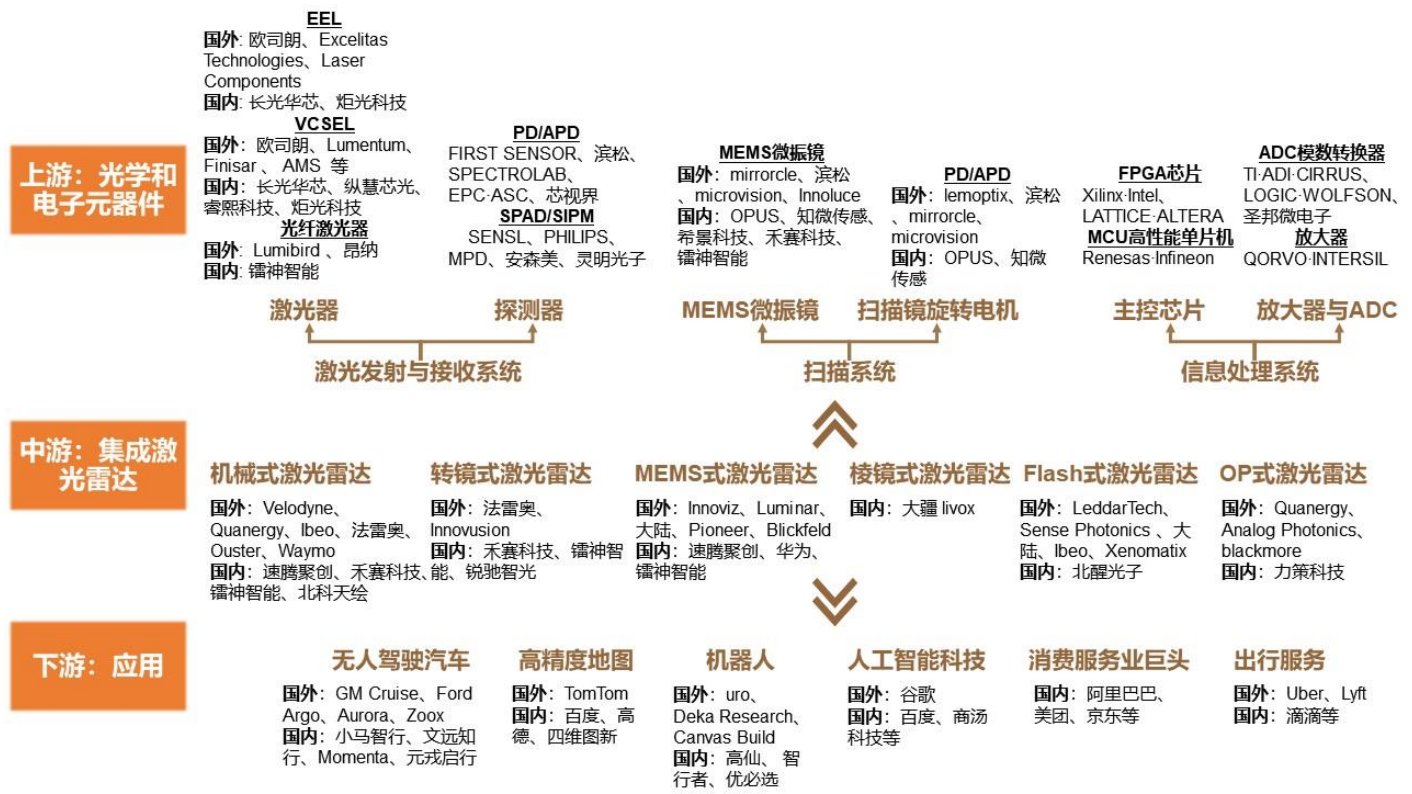 EEL
国外: 欧司朗、Excelitas
Technologies、Laser
Components
国内: 长光华芯、炬光科技
VCSEL
国外：欧司朗、Lumentum、
Finisar 、 AMS 等
国内：长光华芯、纵慧芯光、
睿熙科技、炬光科技
光纤激光器
国外: Lumibird 、昂纳
国内: 镭神智能
PD/APD
FIRST SENSOR、滨松、
SPECTROLAB、
EPC·ASC、芯视界
SPAD/SIPM
SENSL、PHILIPS、
MPD、安森美、灵明光子
MEMS微振镜
国外：mirrorcle、滨松
、microvision、Innoluce
国内：OPUS、知微传感、
希景科技、禾赛科技、
镭神智能
PD/APD
国外：lemoptix、滨松
、mirrorcle、
microvision
国内：OPUS、知微
传感
FPGA芯片
Xilinx·Intel、
LATTICE·ALTERA
MCU高性能单片机
Renesas·Infineon
ADC模数转换器
TI·ADI·CIRRUS、
LOGIC·WOLFSON、
圣邦微电子
放大器
QORVO·INTERSIL
上游：光学和
电子元器件
激光器
探测器
MEMS微振镜
扫描镜旋转电机
主控芯片
放大器与ADC
激光发射与接收系统
扫描系统
信息处理系统
中游：集成激
光雷达
机械式激光雷达
国外：Velodyne、
Quanergy、Ibeo、法雷奥、
Ouster、Waymo
国内：速腾聚创、禾赛科技、
镭神智能、北科天绘
转镜式激光雷达
国外：法雷奥、
Innovusion
国内：禾赛科技、镭神智
能、锐驰智光
MEMS式激光雷达
国外：Innoviz、Luminar、
大陆、Pioneer、Blickfeld
国内：速腾聚创、华为、
镭神智能
棱镜式激光雷达
国内：大疆 livox
Flash式激光雷达
国外：LeddarTech、
Sense Photonics 、大
陆、Ibeo、Xenomatix
国内：北醒光子
OP式激光雷达
国外：Quanergy、
Analog Photonics、
blackmore
国内：力策科技
下游：应用
无人驾驶汽车
国外：GM Cruise、Ford
Argo、Aurora、Zoox
国内：小马智行、文远知
行、Momenta、元戎启行
高精度地图
国外：TomTom
国内：百度、高
德、四维图新
机器人
国外：uro、
Deka Research、
Canvas Build
国内：高仙、 智
行者、优必选
人工智能科技
国外：谷歌
国内：百度、商汤
科技等
消费服务业巨头
国内：阿里巴巴、
美团、京东等
出行服务
国外：Uber、Lyft
国内：滴滴等